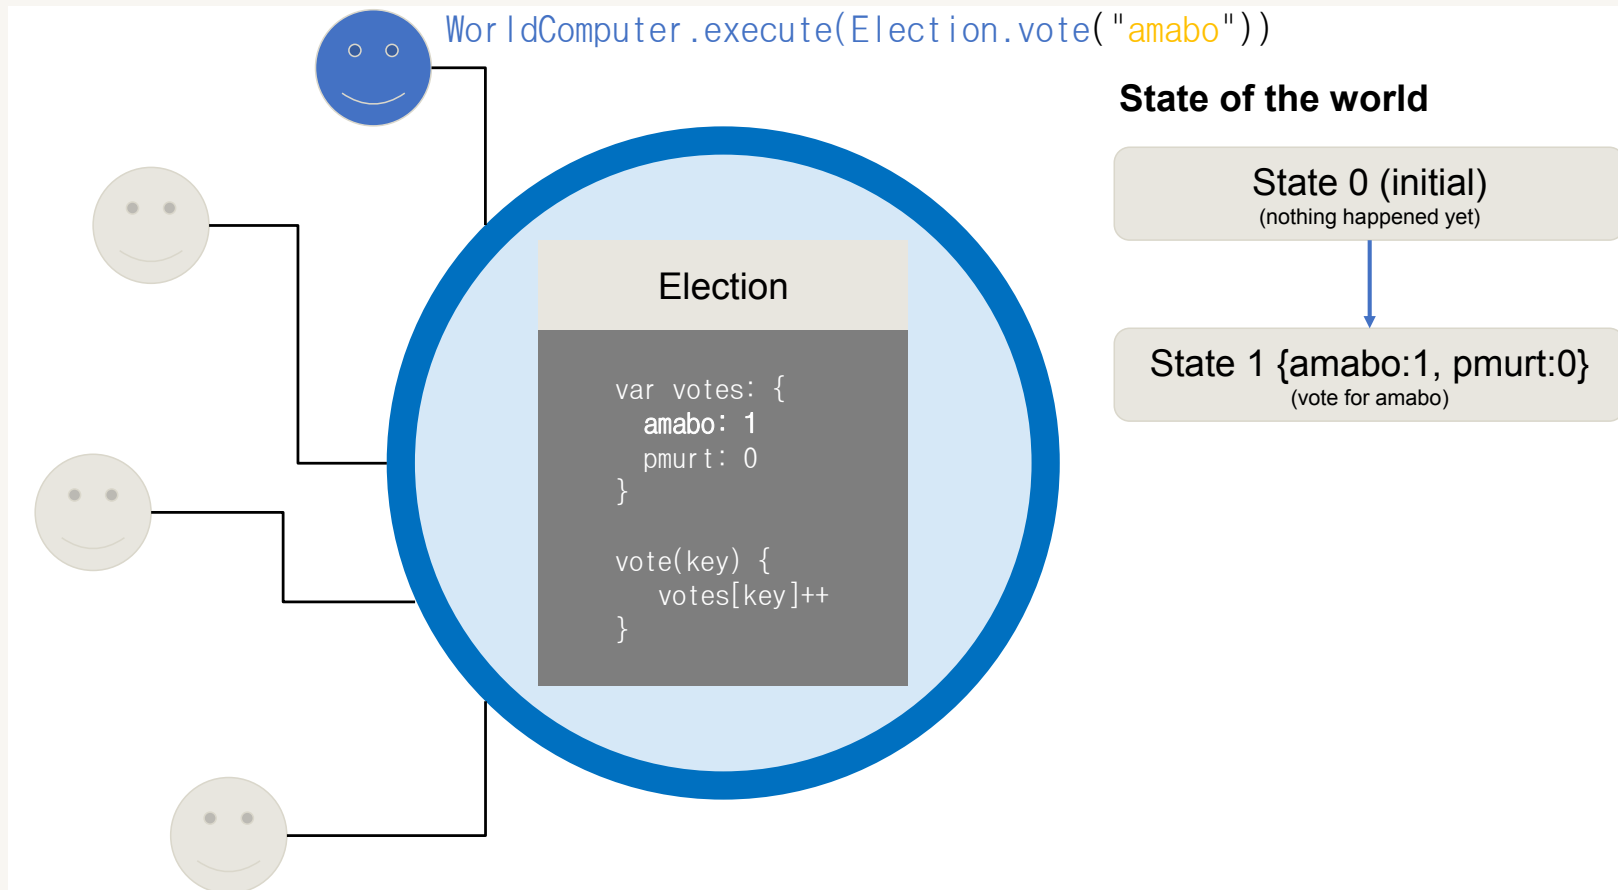 WorldComputer.execute(Election.vote("amabo"))
State of the world
State 0 (initial)
(nothing happened yet)
State 1 {amabo:1, pmurt:0}
(vote for amabo)
Election
var votes: {
amabo: 1
pmurt: 0
}
vote(key) {
votes[key]++
}